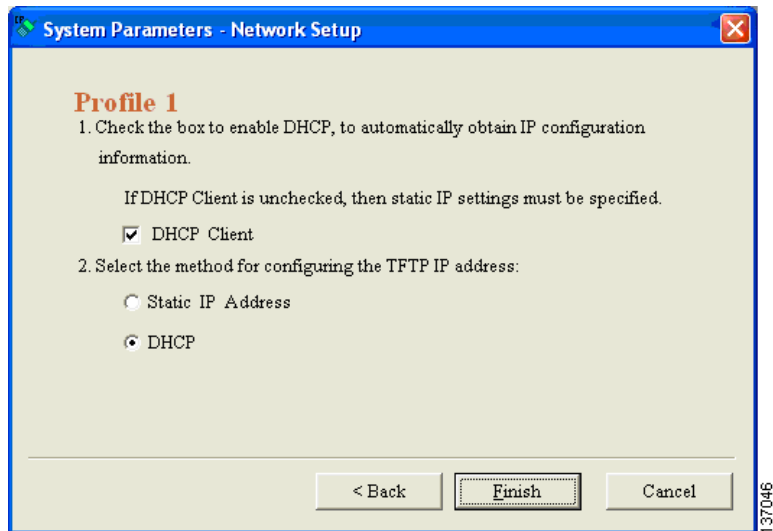 System Parameters - Network Setup
Profile 1
1. Check the box to enable DHCP, to automatically obtain IP configuration
information.
If DHCP Client is unchecked, then static IP settings must be specified.
DHCP Client
2. Select the method for configuring the TFTP IP address:
Static IP Address
DHCP
< Back
Finish
Cancel
37046